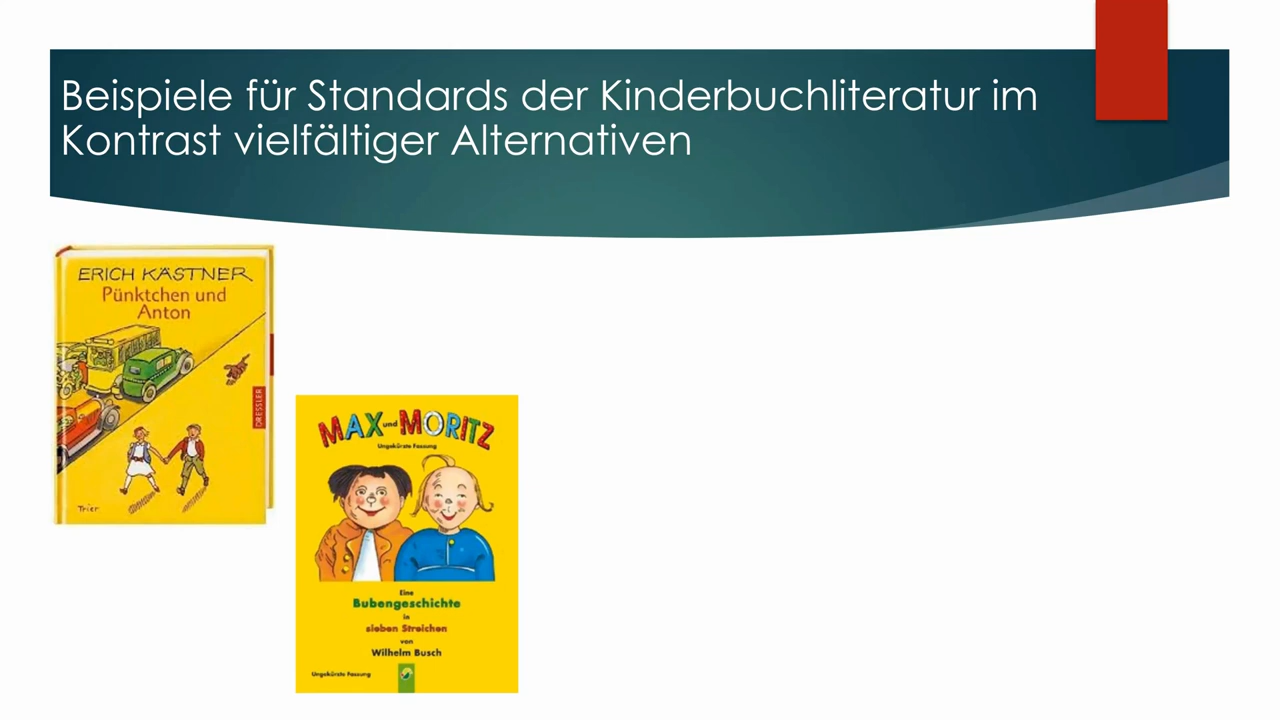 Beispiele für Standards der Kinderbuchliteratur im
Kontrast vielfältiger Alternativen
ERICH KÄSTNER
Pünktchen und
Anton
DRESSLER
Trier
MAX und MORITZ
Ungekürzte Fassung
Eine
Bubengeschichte
in
sieben Streichen
von
Wilhelm Busch
Ungekürzte Fassung